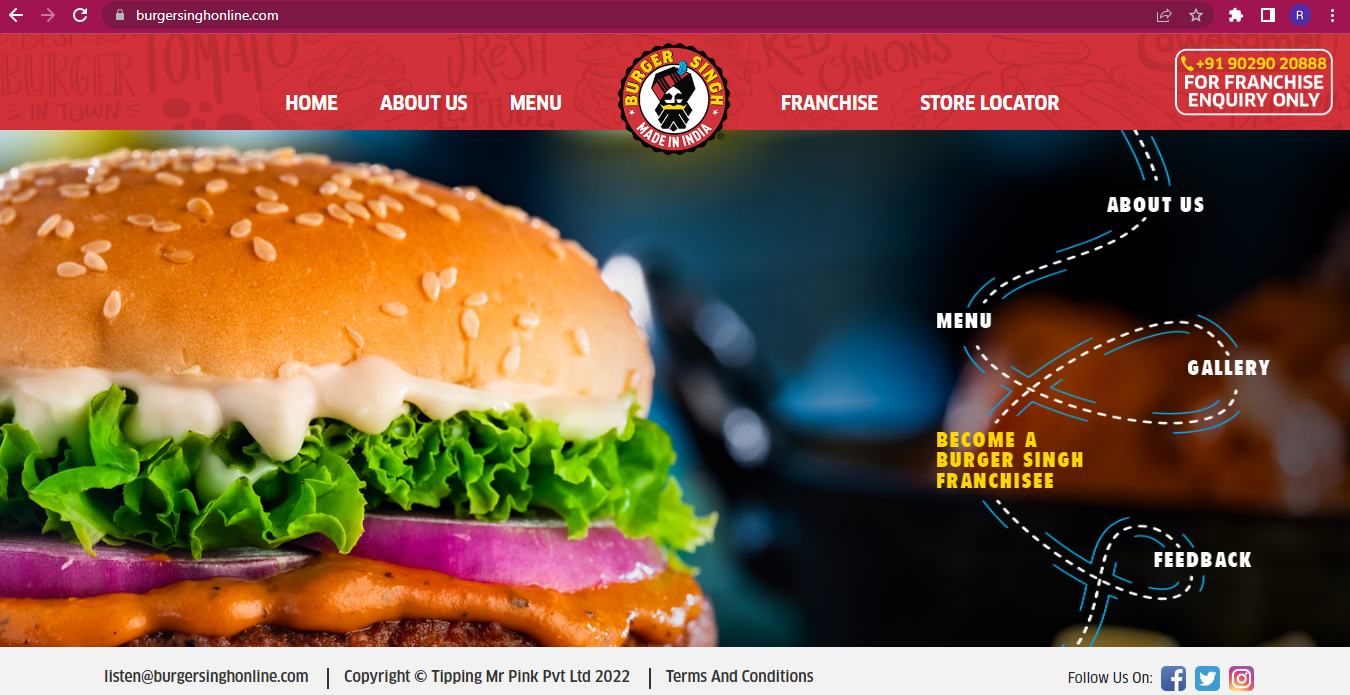 burgersinghonline.com
R
BEST
BURGER
IN TOWN
TOMATO
FRESH
LETTUCE
RED
ONIONS
awesome!
HOME ABOUT US MENU
BURGER SINGH
MADE IN INDIA
FRANCHISE STORE LOCATOR
+91 90290 20888
FOR FRANCHISE
ENQUIRY ONLY
ABOUT US
MENU
GALLERY
BECOME A
BURGER SINGH
FRANCHISEE
FEEDBACK
listen@burgersinghonline.com | Copyright © Tipping Mr Pink Pvt Ltd 2022 | Terms And Conditions
Follow Us On: